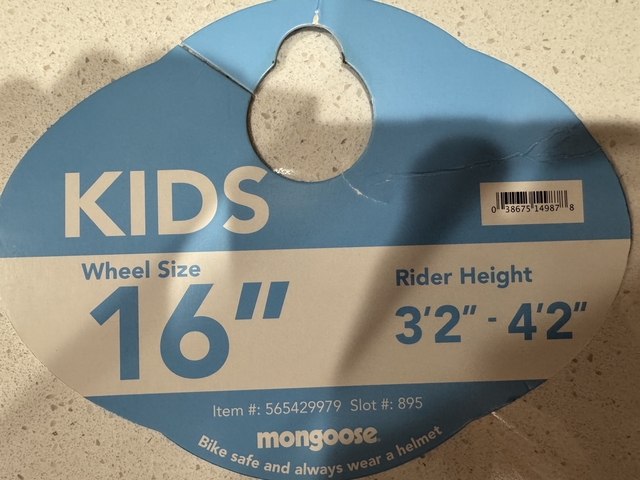 KIDS
0 38675 14987 8
Wheel Size
16"
Rider Height
3'2" - 4'2"
Item #: 565429979 Slot #: 895
mongoose
Bike safe and always wear a helmet